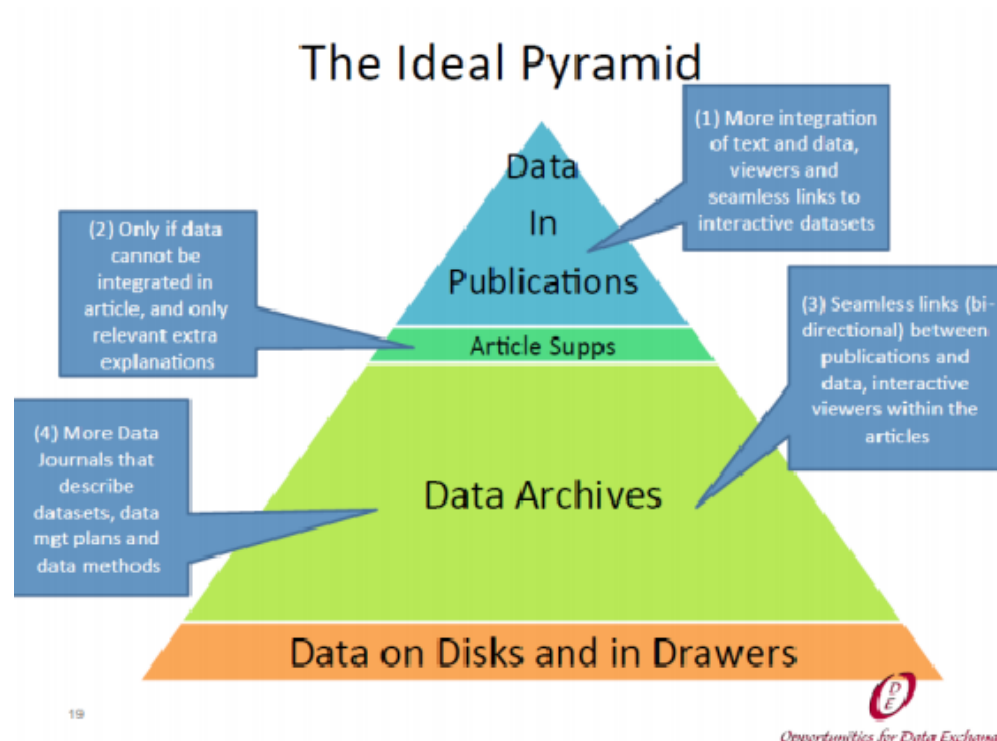 The Ideal Pyramid
(1) More integration
of text and data,
viewers and
seamless links to
interactive datasets
Data
In
Publications
(2) Only if data
cannot be
integrated in
article, and only
relevant extra
explanations
Article Supps
(3) Seamless links (bi-
directional) between
publications and
data, interactive
viewers within the
articles
(4) More Data
Journals that
describe
datasets, data
mgt plans and
data methods
Data Archives
Data on Disks and in Drawers
19
D
E
Opportunities for Data Exchange